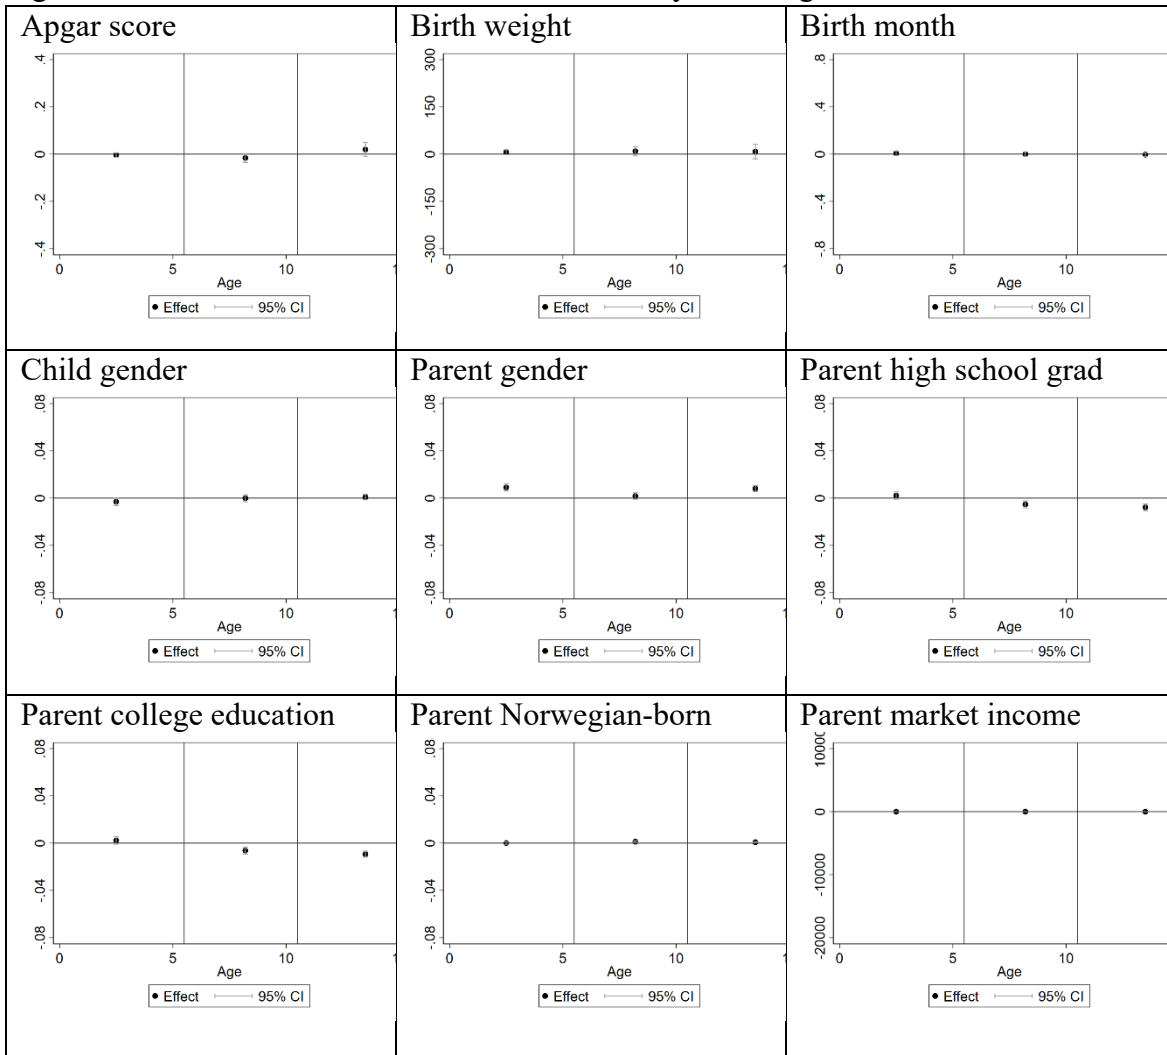 Apgar score
.4
.2
0
-.2
-.4
0 5 10
Age
Effect 95% CI
Birth weight
300
150
0
-150
-300
0 5 10
Age
Effect 95% CI
Birth month
.8
.4
0
-.4
-.8
0 5 10
Age
Effect 95% CI
Child gender
.08
.04
0
-.04
-.08
0 5 10
Age
Effect 95% CI
Parent gender
.08
.04
0
-.04
-.08
0 5 10
Age
Effect 95% CI
Parent high school grad
.08
.04
0
-.04
-.08
0 5 10
Age
Effect 95% CI
Parent college education
.08
.04
0
-.04
-.08
0 5 10
Age
Effect 95% CI
Parent Norwegian-born
.08
.04
0
-.04
-.08
0 5 10
Age
Effect 95% CI
Parent market income
10000
0
-10000
-20000
0 5 10
Age
Effect 95% CI